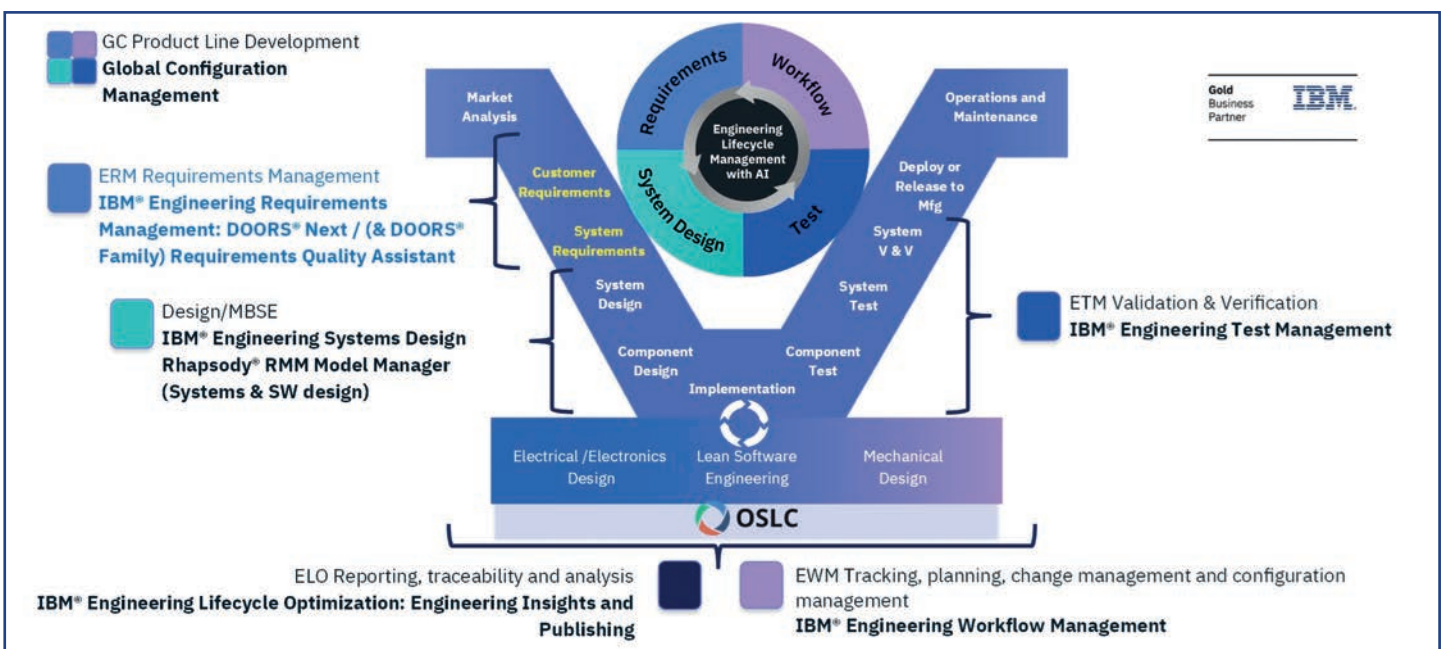 GC Product Line Development
Global Configuration
Management
Market
Analysis
Requirements
Workflow
System Design
Test
Engineering
Lifecycle
Management
with AI
Operations and
Maintenance
Gold
Business
Partner
IBM
ERM Requirements Management
IBM® Engineering Requirements
Management: DOORS® Next / (& DOORS®
Family) Requirements Quality Assistant
Customer
Requirements
System
Requirements
Deploy or
Release to
Mfg
System
V & V
Design/MBSE
IBM® Engineering Systems Design
Rhapsody® RMM Model Manager
(Systems & SW design)
System
Design
Component
Design
Implementation
Component
Test
System
Test
ETM Validation & Verification
IBM® Engineering Test Management
Electrical /Electronics
Design
Lean Software
Engineering
Mechanical
Design
OSLC
ELO Reporting, traceability and analysis
IBM® Engineering Lifecycle Optimization: Engineering Insights and
Publishing
EWM Tracking, planning, change management and configuration
management
IBM® Engineering Workflow Management